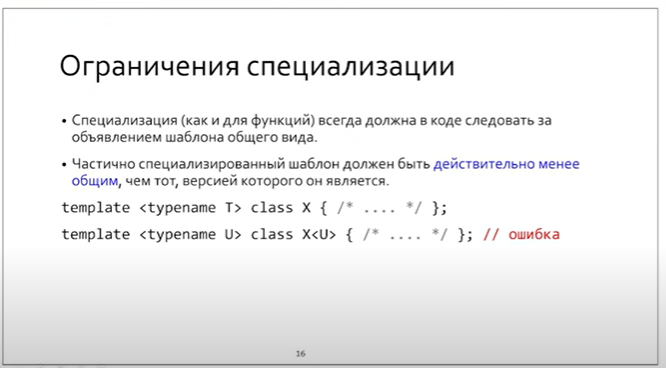 Ограничения специализации
• Специализация (как и для функций) всегда должна в коде следовать за
объявлением шаблона общего вида.
• Частично специализированный шаблон должен быть действительно менее
общим, чем тот, версией которого он является.
template <typename T> class X { /* .... */ };
template <typename U> class X<U> { /* .... */ }; // ошибка
16